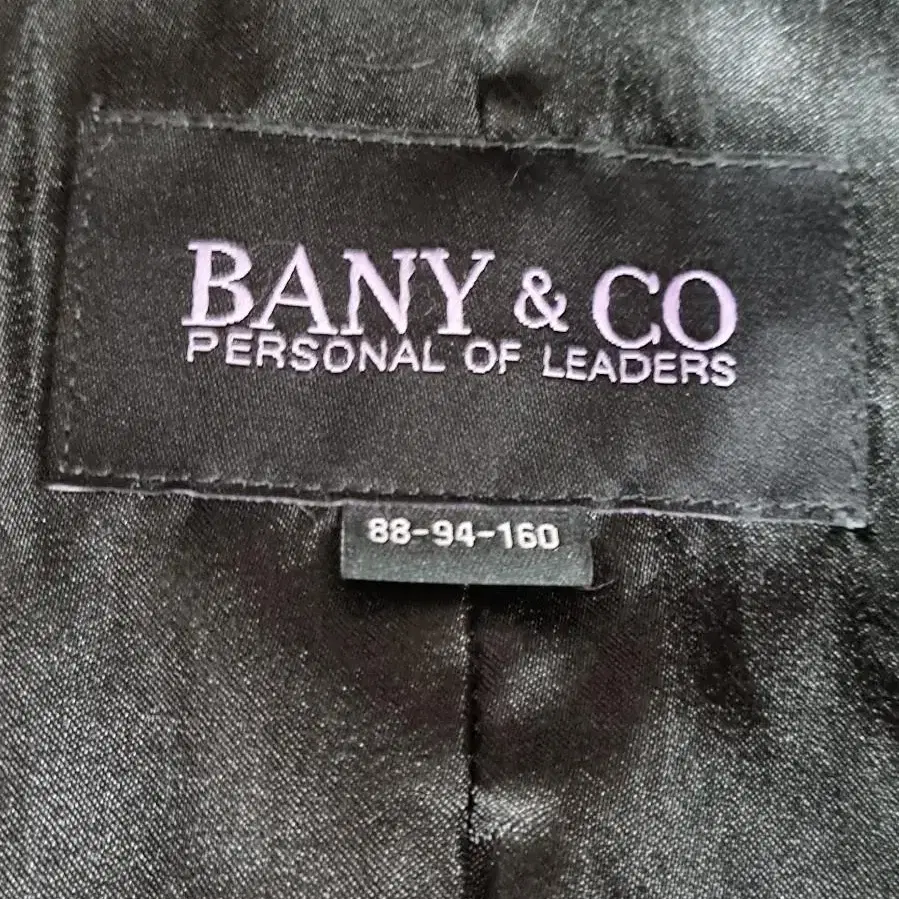 BANY & CO
PERSONAL OF LEADERS
88-94-160